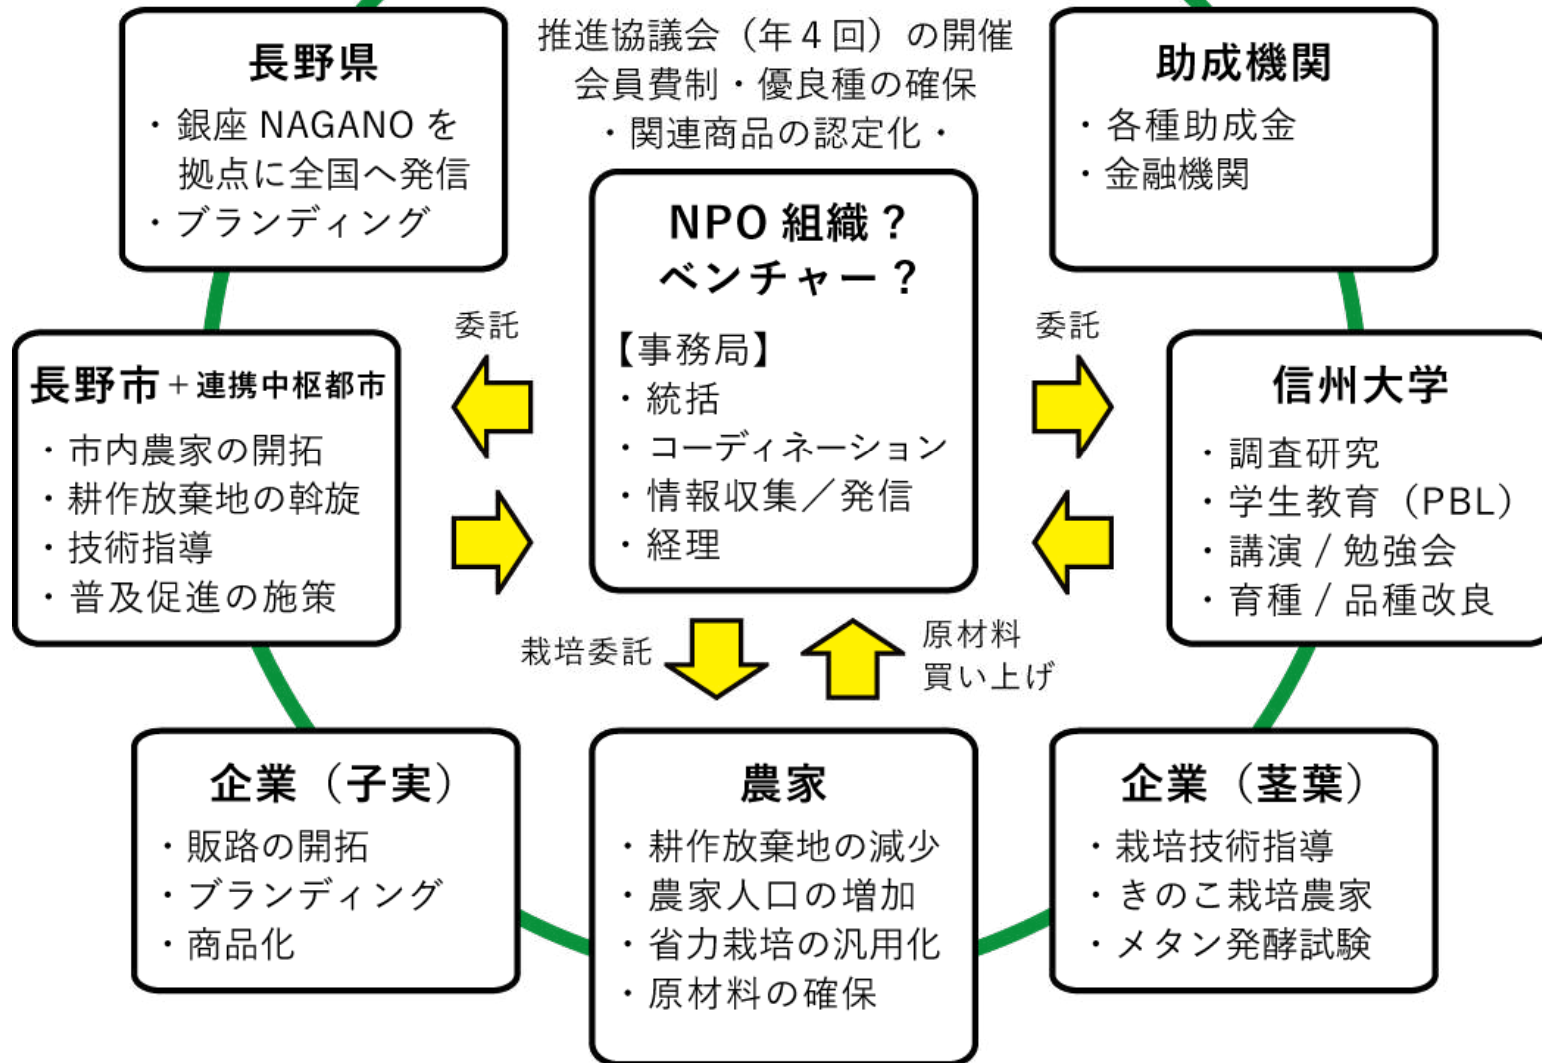 長野県
・銀座 NAGANO を
拠点に全国へ発信
・ブランディング
推進協議会（年４回）の開催
会員費制・優良種の確保
・関連商品の認定化・
助成機関
・各種助成金
・金融機関
NPO 組織？
ベンチャー？
【事務局】
・統括
・コーディネーション
・情報収集／発信
・経理
委託
委託
長野市＋連携中枢都市
・市内農家の開拓
・耕作放棄地の斡旋
・技術指導
・普及促進の施策
信州大学
・調査研究
・学生教育（PBL）
・講演 / 勉強会
・育種 / 品種改良
栽培委託
原材料
買い上げ
企業（子実）
・販路の開拓
・ブランディング
・商品化
農家
・耕作放棄地の減少
・農家人口の増加
・省力栽培の汎用化
・原材料の確保
企業（茎葉）
・栽培技術指導
・きのこ栽培農家
・メタン発酵試験